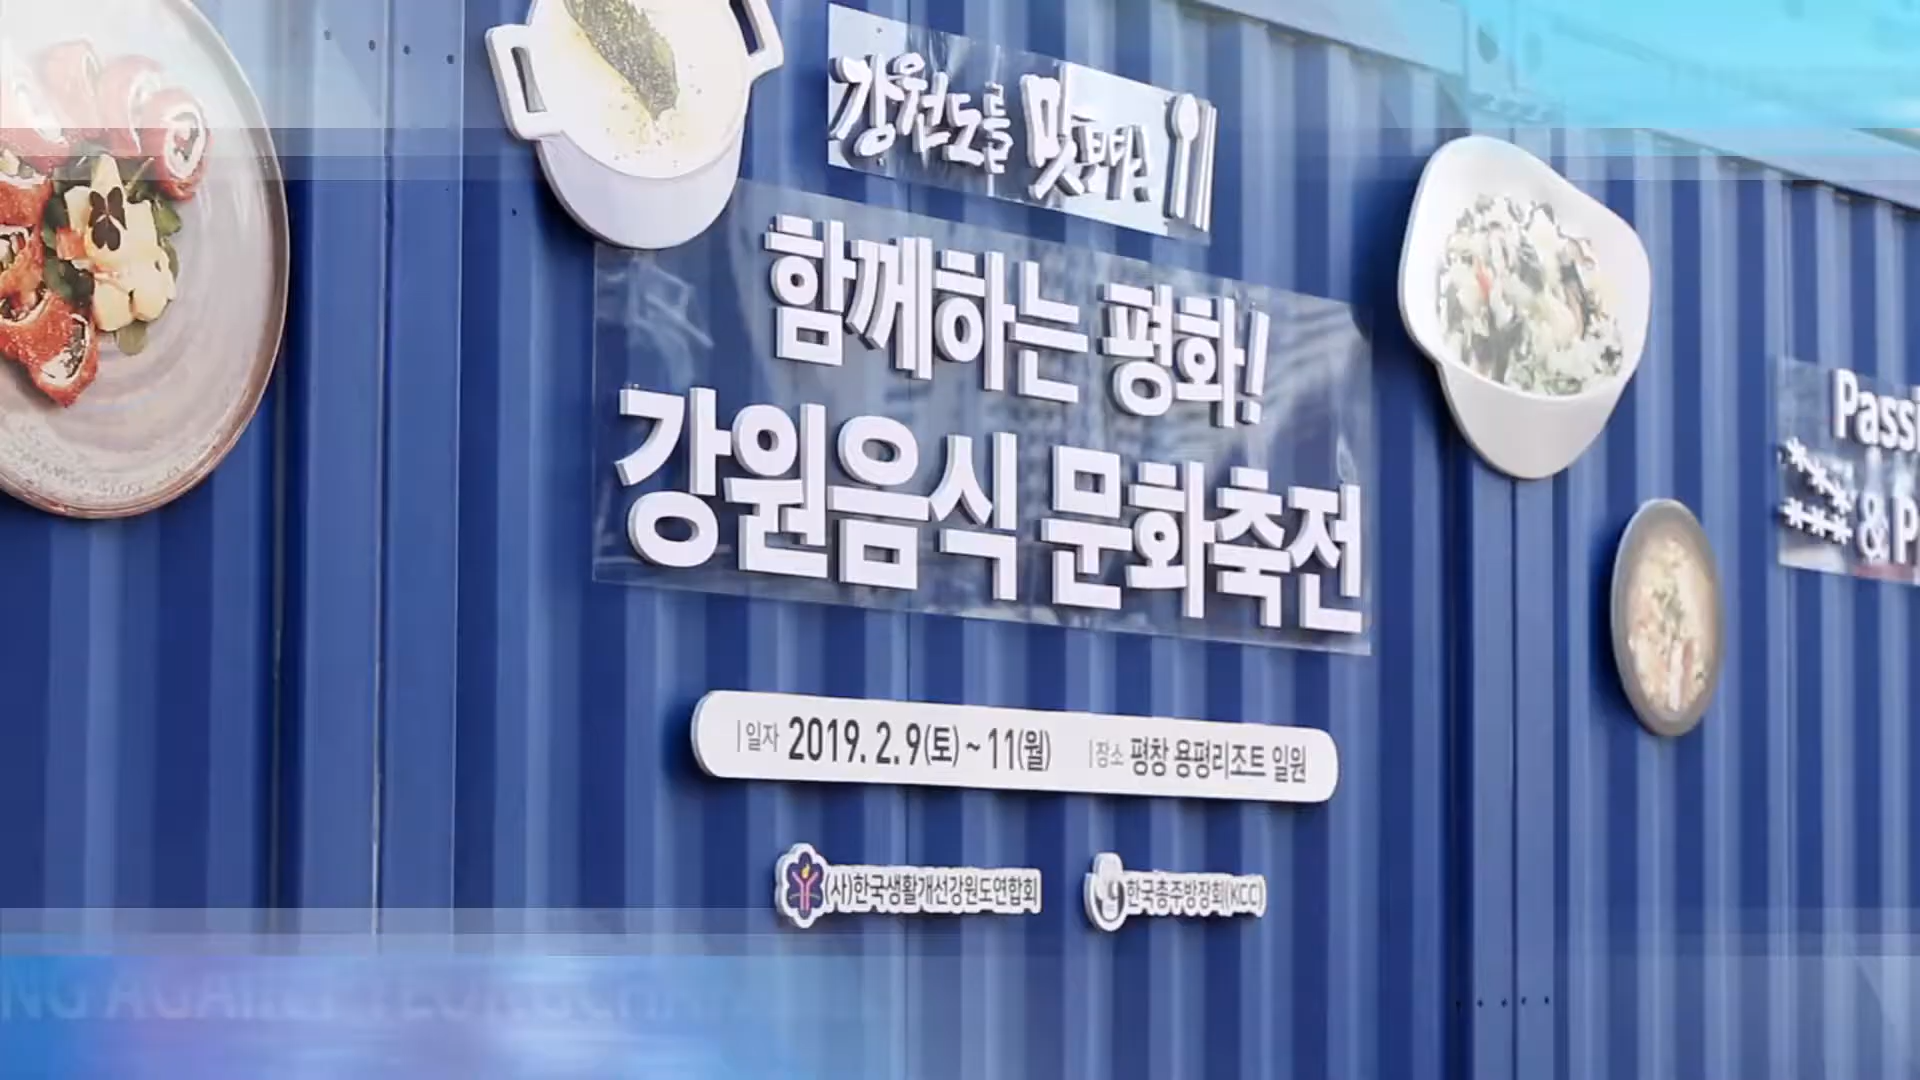 강원도를 맛보다
함께하는 평화!
강원음식 문화축전
일자 2019. 2. 9(토) ~ 11(월) 장소 평창 용평리조트 일원
(사)한국생활개선강원도연합회
한국총주방장회(KCC)
Passi
& P